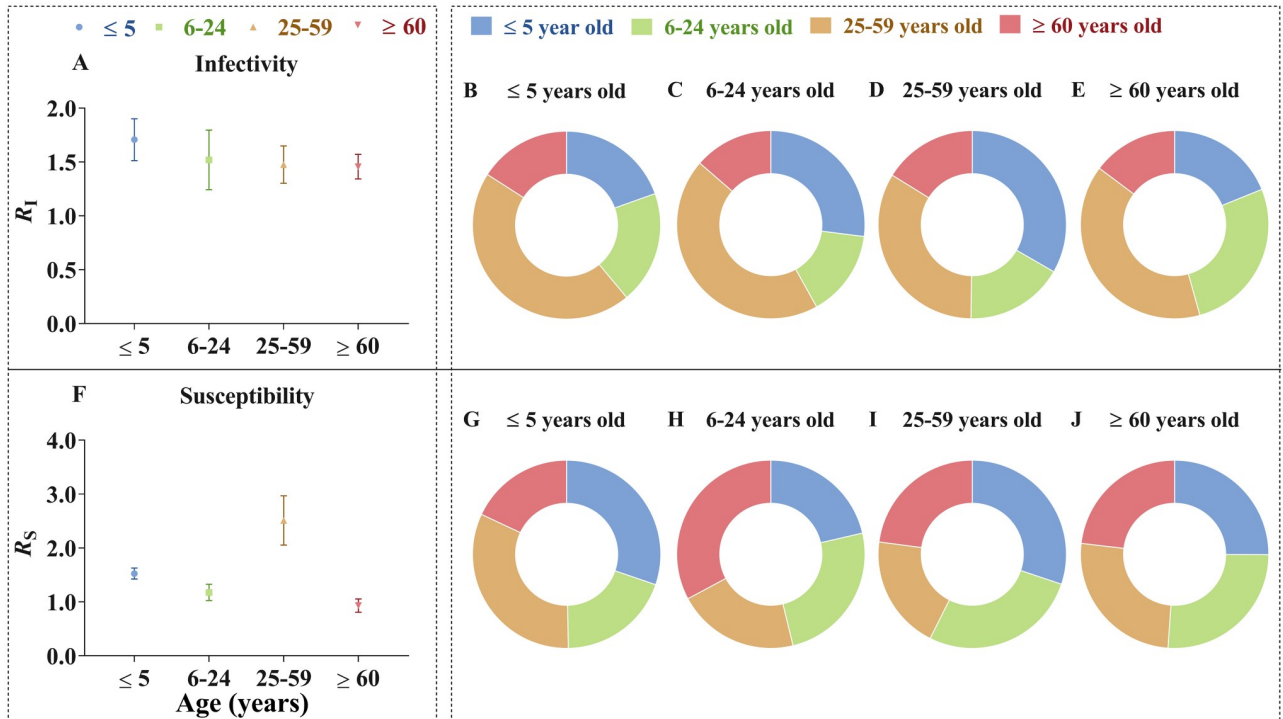 ≤ 5 6-24 25-59 ≥ 60
≤ 5 year old 6-24 years old 25-59 years old ≥ 60 years old
A Infectivity
2.0
1.5
1.0
0.5
0.0
R_I
≤ 5 6-24 25-59 ≥ 60
B ≤ 5 years old C 6-24 years old D 25-59 years old E ≥ 60 years old
F Susceptibility
4.0
3.0
2.0
1.0
0.0
R_S
≤ 5 6-24 25-59 ≥ 60
Age (years)
G ≤ 5 years old H 6-24 years old I 25-59 years old J ≥ 60 years old